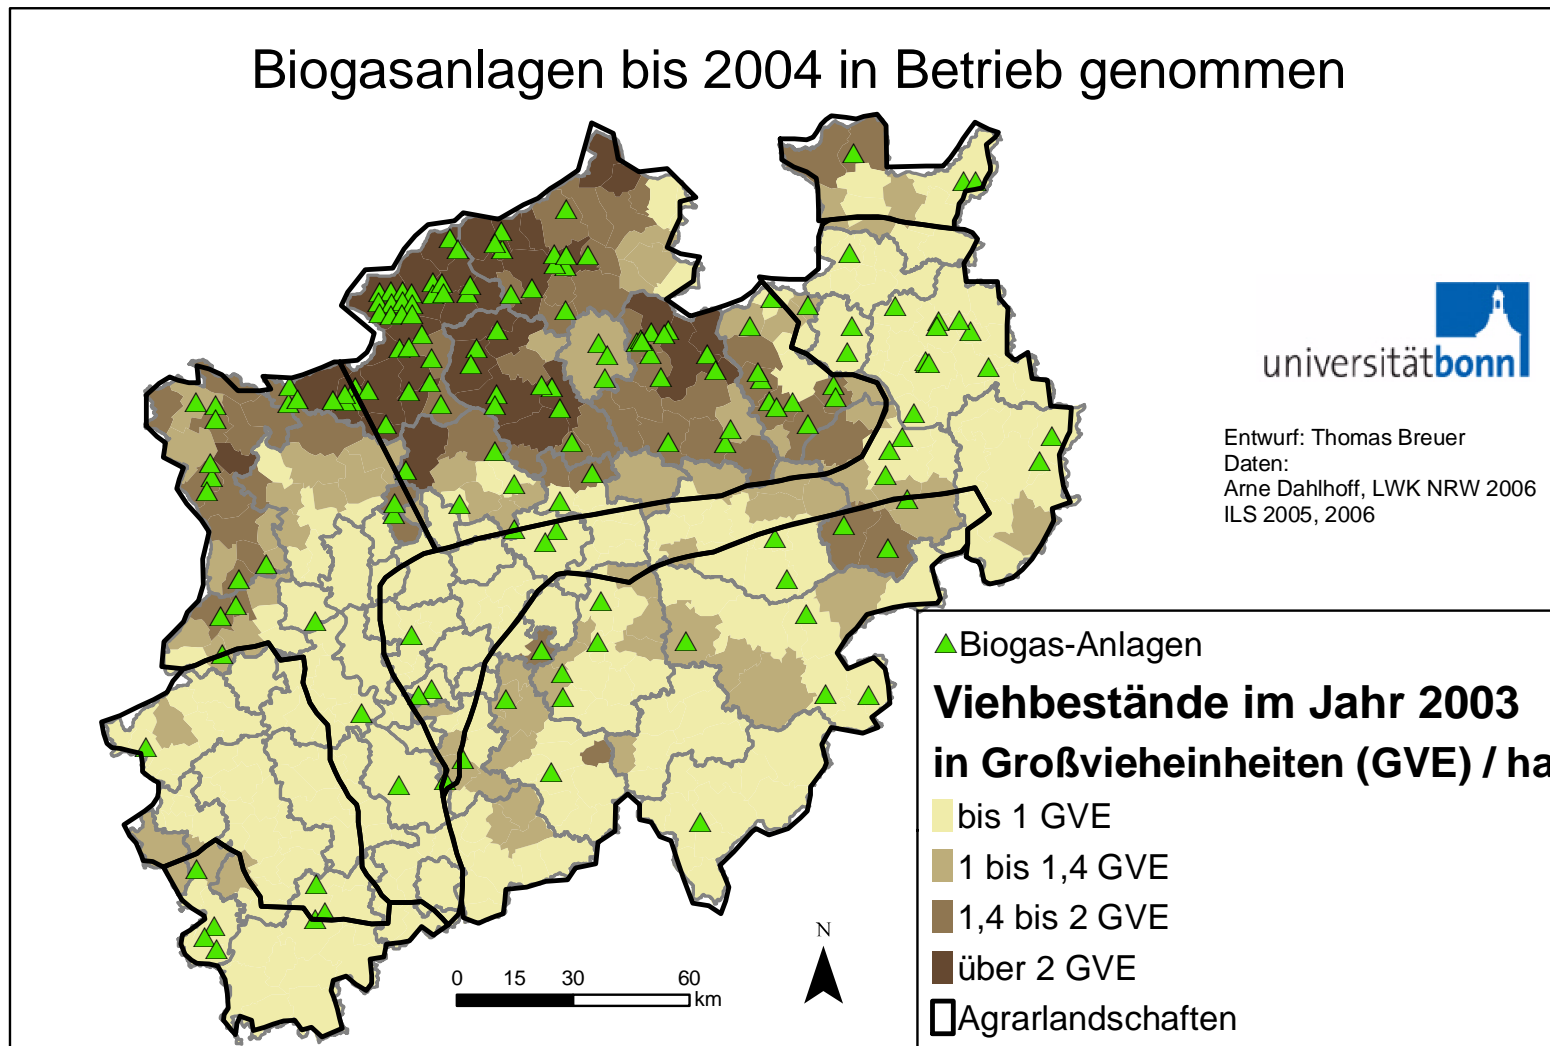 Biogasanlagen bis 2004 in Betrieb genommen
universitätbonn
Entwurf: Thomas Breuer
Daten:
Arne Dahlhoff, LWK NRW 2006
ILS 2005, 2006
Biogas-Anlagen
Viehbestände im Jahr 2003
in Großvieheinheiten (GVE) / ha
bis 1 GVE
1 bis 1,4 GVE
1,4 bis 2 GVE
über 2 GVE
Agrarlandschaften
N
0 15 30 60
km